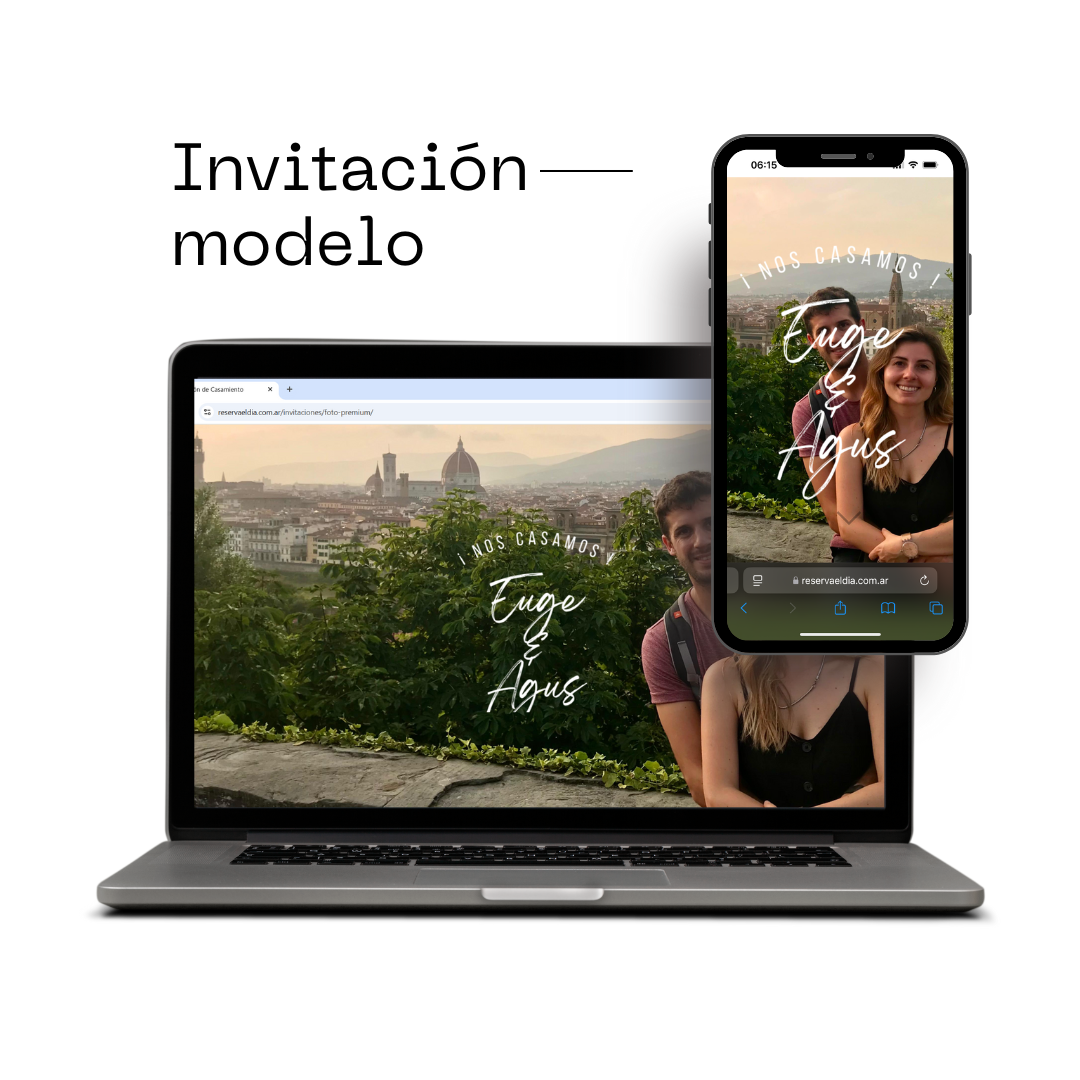 Invitación
modelo
06:15
¡ NOS CASAMOS !
Euge
&
Agus
reservaeldia.com.ar
ón de Casamiento
reservaeldia.com.ar/invitaciones/foto-premium/
¡ NOS CASAMOS Y
Euge
&
Agus